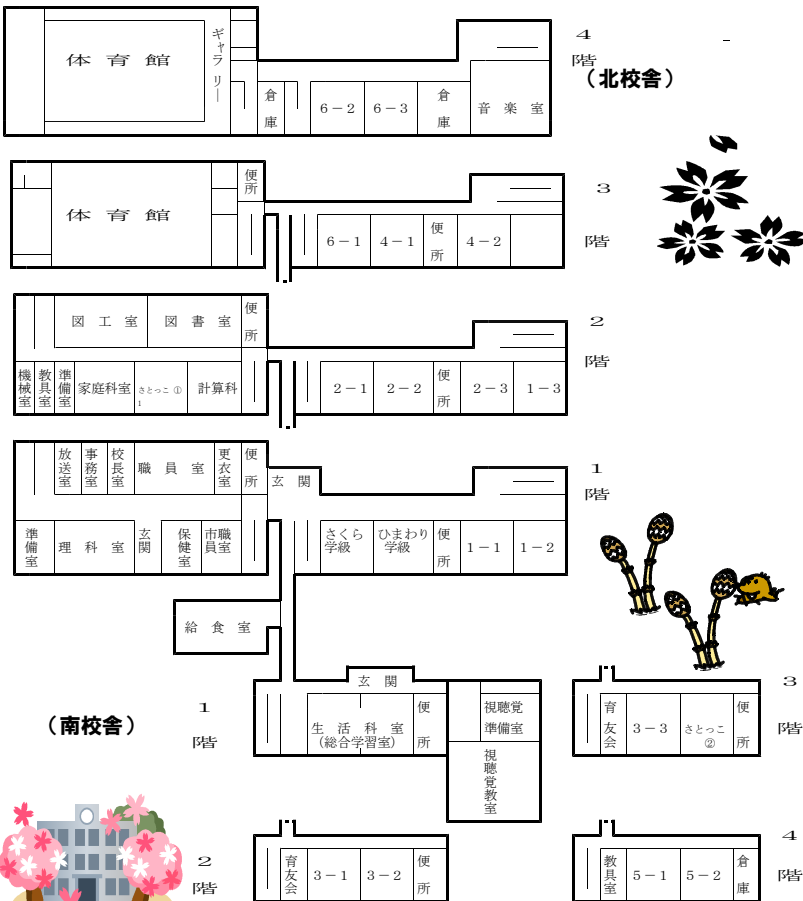 4
階
(北校舎)
体育館
ギャラリー
倉庫
6-2
6-3
倉庫
音楽室
3
階
体育館
便所
6-1
4-1
便所
4-2
2
階
図工室
図書室
便所
機械室
教具室
準備室
家庭科室
さとっこ ①
1
計算科
2-1
2-2
便所
2-3
1-3
1
階
放送室
事務室
校長室
職員室
更衣室
便所
玄関
準備室
理科室
玄関
保健室
市職員室
さくら
学級
ひまわり
学級
便所
1-1
1-2
給食室
(南校舎)
1
階
玄関
生活科室
(総合学習室)
便所
視聴覚
準備室
視聴覚教室
3
階
育友会
3-3
さとっこ
②
便所
2
階
育友会
3-1
3-2
便所
4
階
教具室
5-1
5-2
倉庫